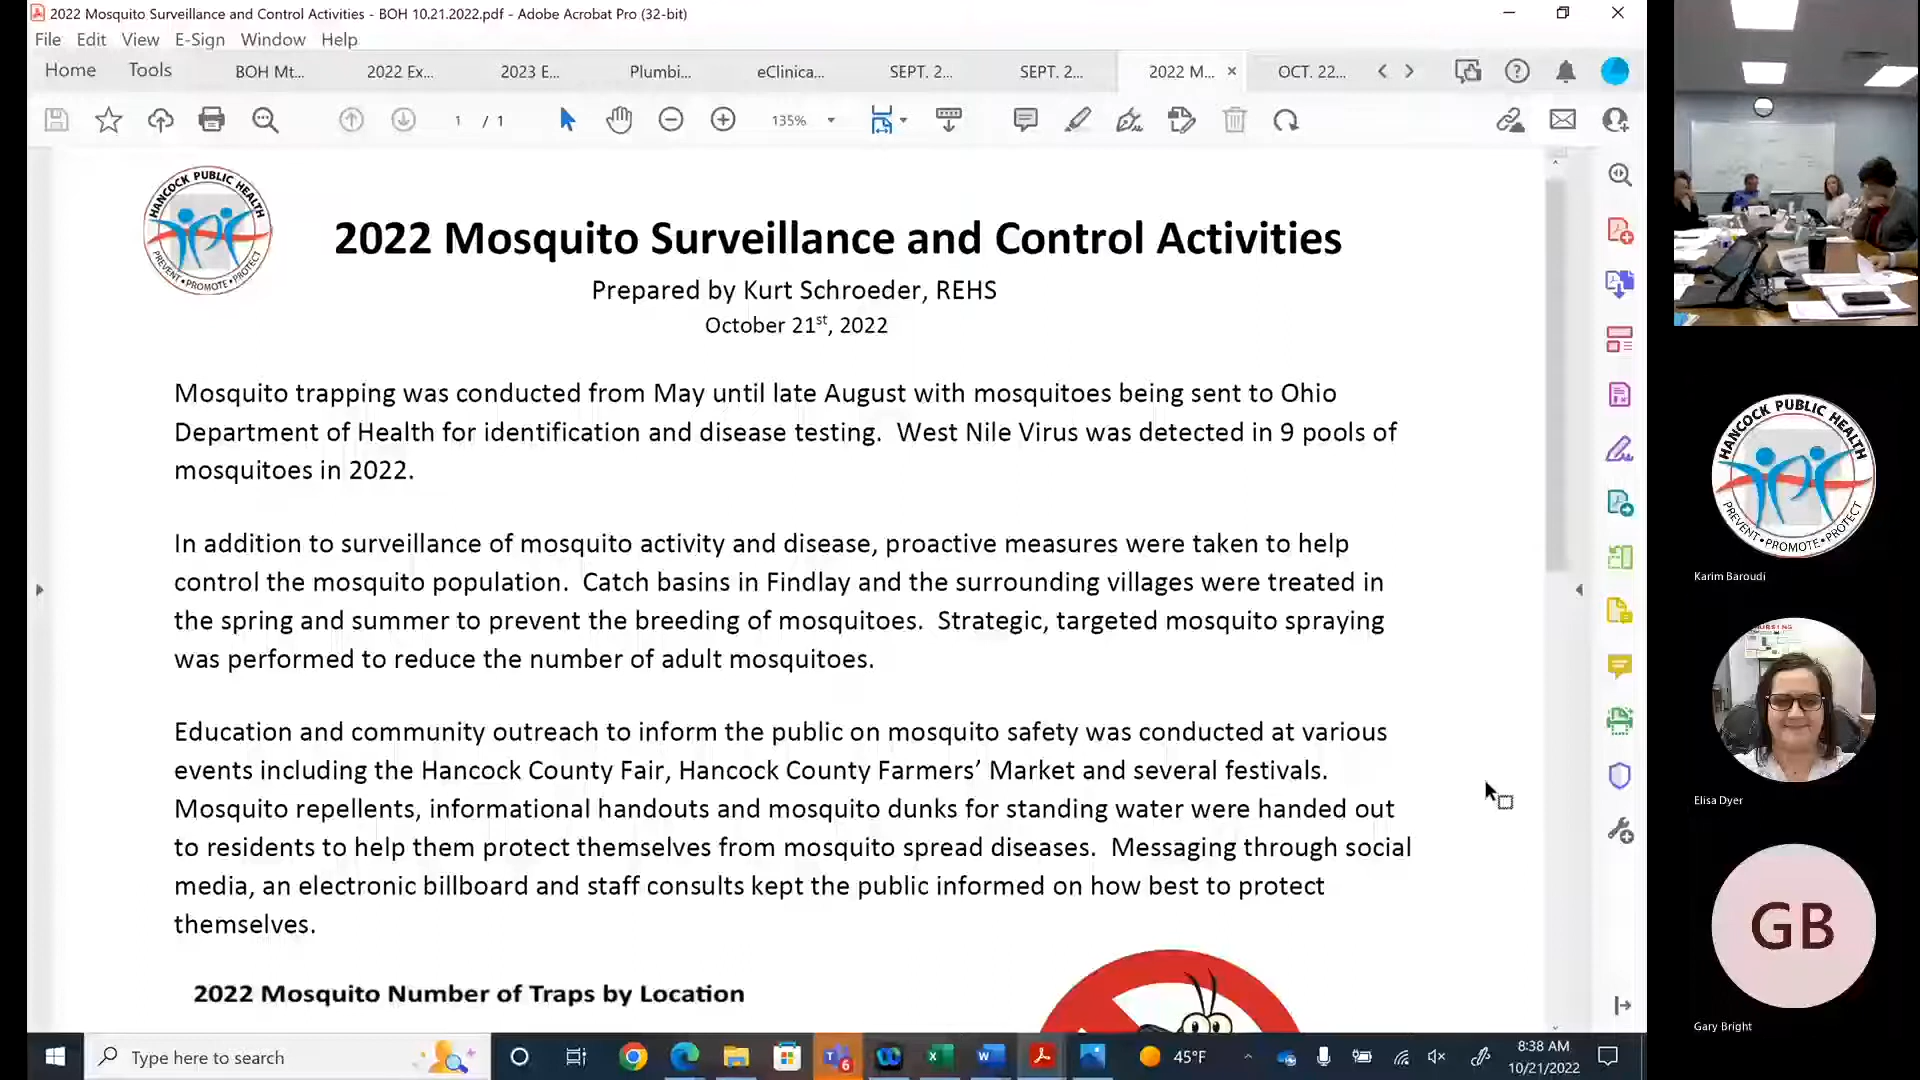 2022 Mosquito Surveillance and Control Activities - BOH 10.21.2022.pdf - Adobe Acrobat Pro (32-bit)
File Edit View E-Sign Window Help
Home Tools BOH Mt... 2022 Ex... 2023 E... Plumbi... eClinica... SEPT. 2... SEPT. 2... 2022 M... × OCT. 22...
1 / 1 135%
HANCOCK PUBLIC HEALTH
PREVENT • PROMOTE • PROTECT
2022 Mosquito Surveillance and Control Activities
Prepared by Kurt Schroeder, REHS
October 21st, 2022
Mosquito trapping was conducted from May until late August with mosquitoes being sent to Ohio
Department of Health for identification and disease testing.  West Nile Virus was detected in 9 pools of
mosquitoes in 2022.
In addition to surveillance of mosquito activity and disease, proactive measures were taken to help
control the mosquito population.  Catch basins in Findlay and the surrounding villages were treated in
the spring and summer to prevent the breeding of mosquitoes.  Strategic, targeted mosquito spraying
was performed to reduce the number of adult mosquitoes.
Education and community outreach to inform the public on mosquito safety was conducted at various
events including the Hancock County Fair, Hancock County Farmers’ Market and several festivals.
Mosquito repellents, informational handouts and mosquito dunks for standing water were handed out
to residents to help them protect themselves from mosquito spread diseases.  Messaging through social
media, an electronic billboard and staff consults kept the public informed on how best to protect
themselves.
2022 Mosquito Number of Traps by Location
HANCOCK PUBLIC HEALTH
PREVENT • PROMOTE • PROTECT
Karim Baroudi
Elisa Dyer
GB
Gary Bright
Type here to search
6
45°F
8:38 AM
10/21/2022